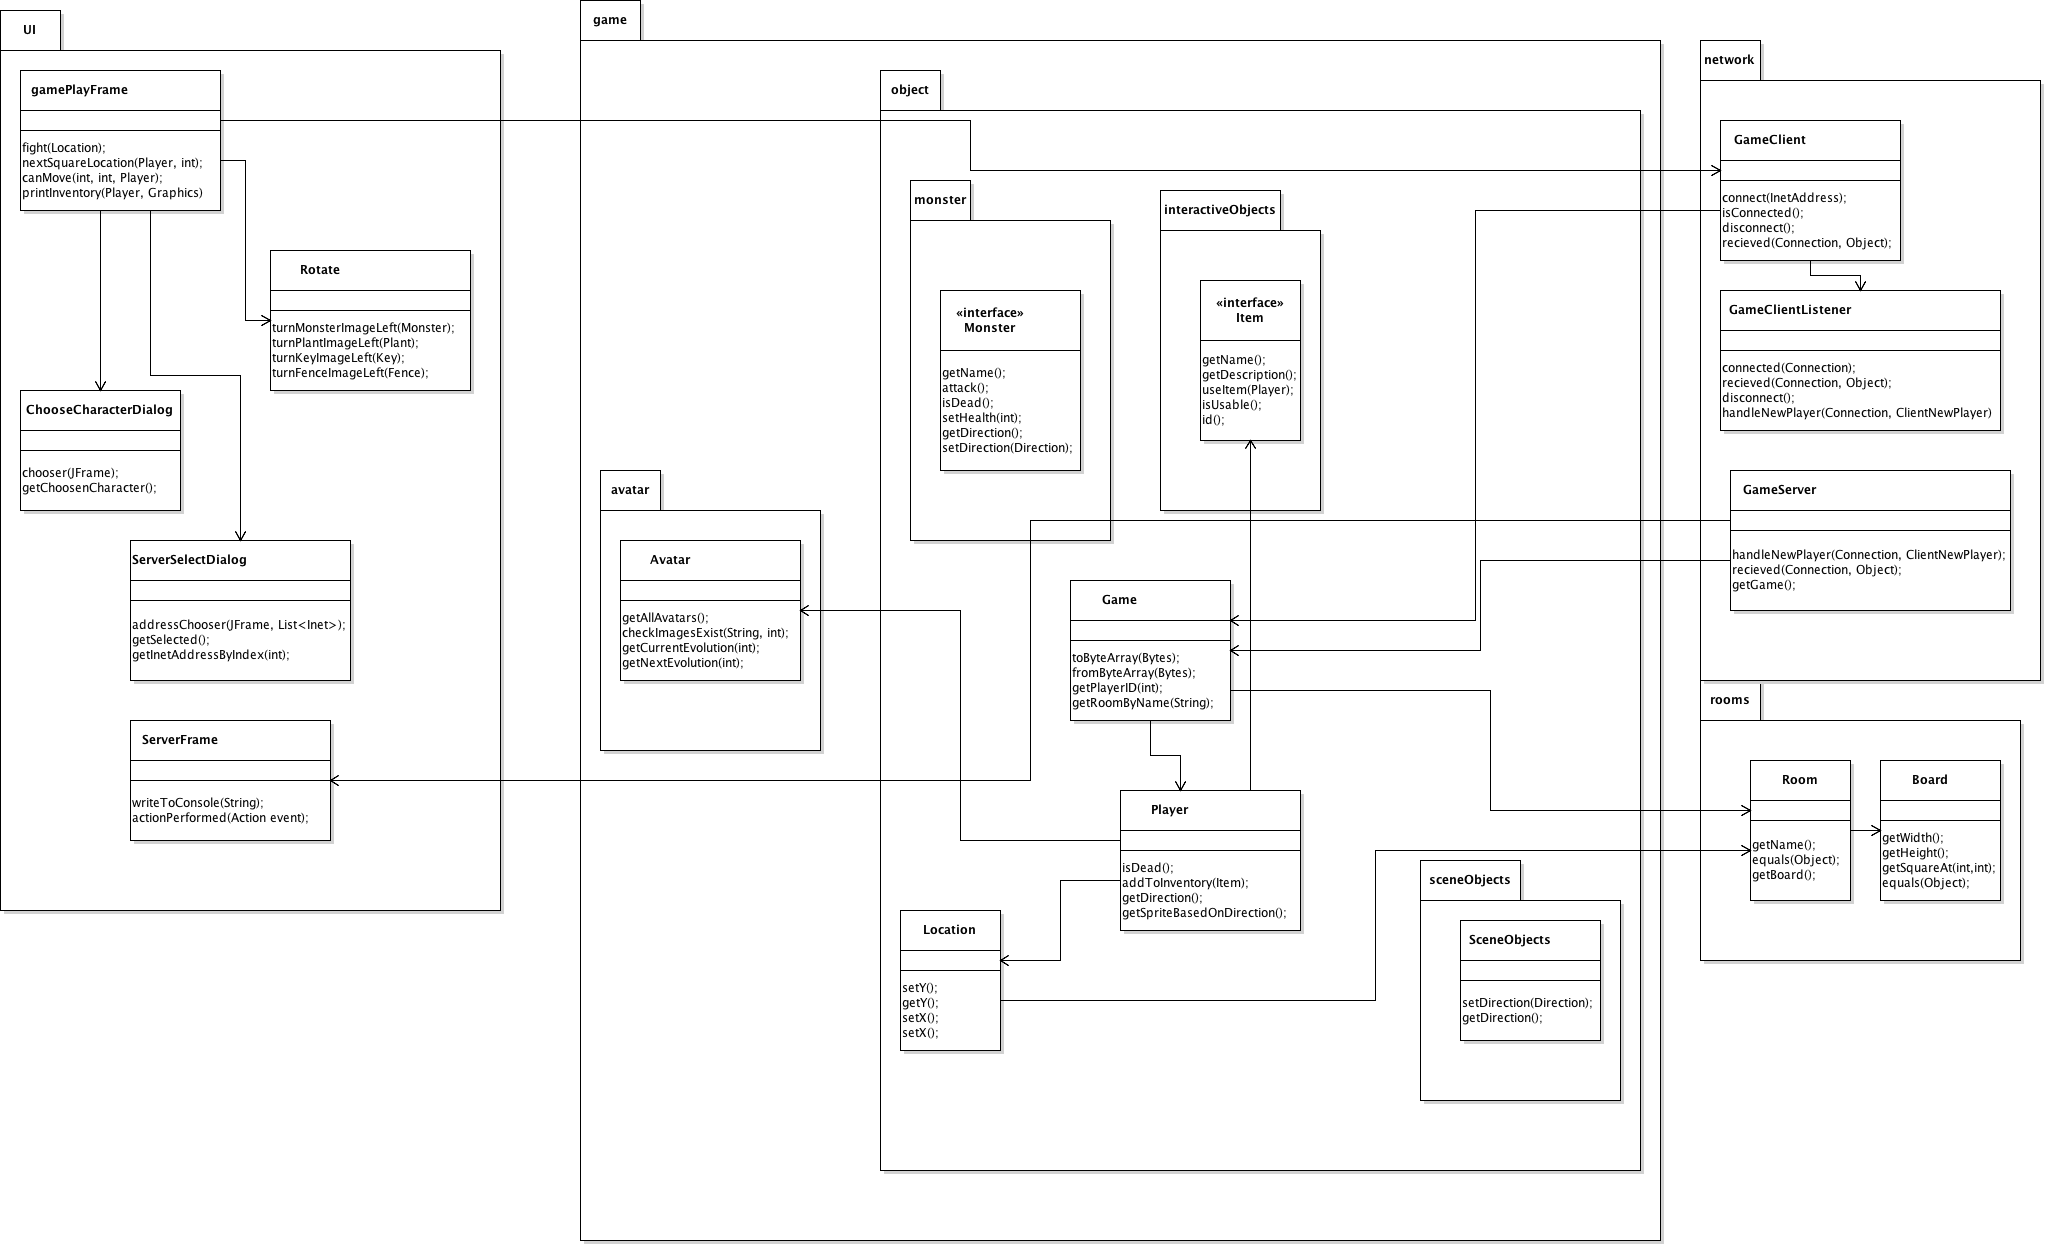 UI
gamePlayFrame
fight(Location);
nextSquareLocation(Player, int);
canMove(int, int, Player);
printInventory(Player, Graphics)
Rotate
turnMonsterImageLeft(Monster);
turnPlantImageLeft(Plant);
turnKeyImageLeft(Key);
turnFenceImageLeft(Fence);
ChooseCharacterDialog
chooser(JFrame);
getChoosenCharacter();
ServerSelectDialog
addressChooser(JFrame, List<Inet>);
getSelected();
getInetAddressByIndex(int);
ServerFrame
writeToConsole(String);
actionPerformed(Action event);
game
avatar
Avatar
getAllAvatars();
checkImagesExist(String, int);
getCurrentEvolution(int);
getNextEvolution(int);
object
monster
«interface»
Monster
getName();
attack();
isDead();
setHealth(int);
getDirection();
setDirection(Direction);
interactiveObjects
«interface»
Item
getName();
getDescription();
useItem(Player);
isUsable();
id();
Game
toByteArray(Bytes);
fromByteArray(Bytes);
getPlayerID(int);
getRoomByName(String);
Player
isDead();
addToInventory(Item);
getDirection();
getSpriteBasedOnDirection();
Location
setY();
getY();
setX();
setX();
sceneObjects
SceneObjects
setDirection(Direction);
getDirection();
network
GameClient
connect(InetAddress);
isConnected();
disconnect();
recieved(Connection, Object);
GameClientListener
connected(Connection);
recieved(Connection, Object);
disconnect();
handleNewPlayer(Connection, ClientNewPlayer)
GameServer
handleNewPlayer(Connection, ClientNewPlayer);
recieved(Connection, Object);
getGame();
rooms
Room
getName();
equals(Object);
getBoard();
Board
getWidth();
getHeight();
getSquareAt(int,int);
equals(Object);